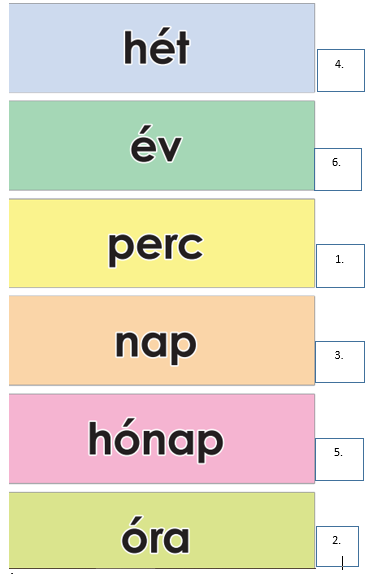 hét
4.
év
6.
perc
1.
nap
3.
hónap
5.
óra
2.